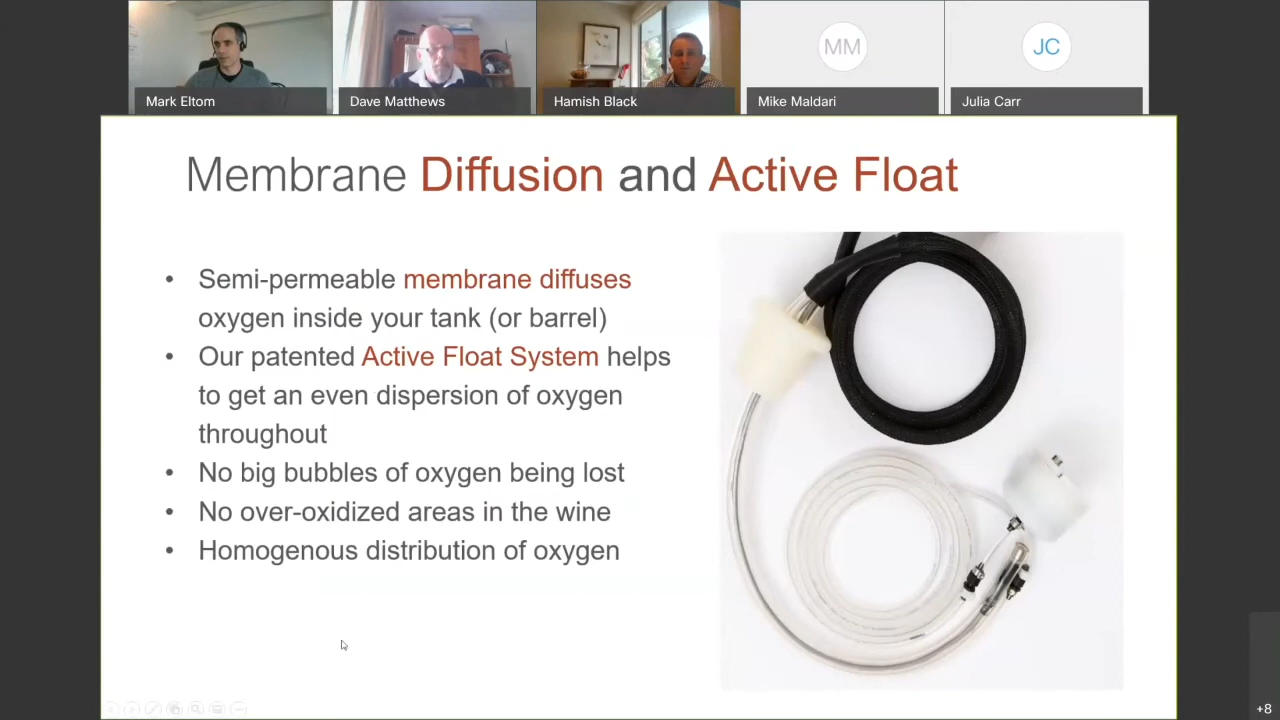 MM
JC
Mark Eltom
Dave Matthews
Hamish Black
Mike Maldari
Julia Carr
Membrane Diffusion and Active Float
• Semi-permeable membrane diffuses
oxygen inside your tank (or barrel)
• Our patented Active Float System helps
to get an even dispersion of oxygen
throughout
• No big bubbles of oxygen being lost
• No over-oxidized areas in the wine
• Homogenous distribution of oxygen
+8